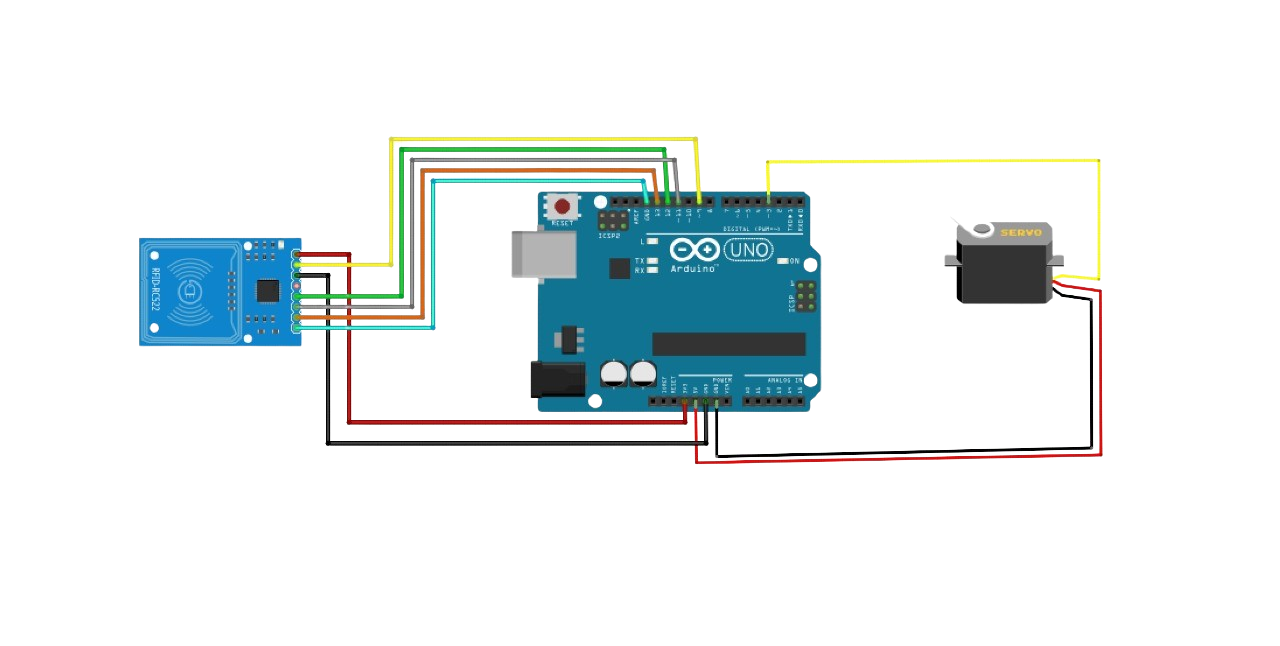 RESET
ICSP2
AREF
GND
13
12
~11
~10
~9
8
7
~6
~5
4
~3
2
TX▸1
RX◂0
DIGITAL (PWM=~)
L
TX
RX
Arduino
UNO
ON
ICSP
SERVO
RFID-RC522
POWER
ANALOG IN
IOREF
RESET
3V3
5V
GND
GND
VIN
A0
A1
A2
A3
A4
A5